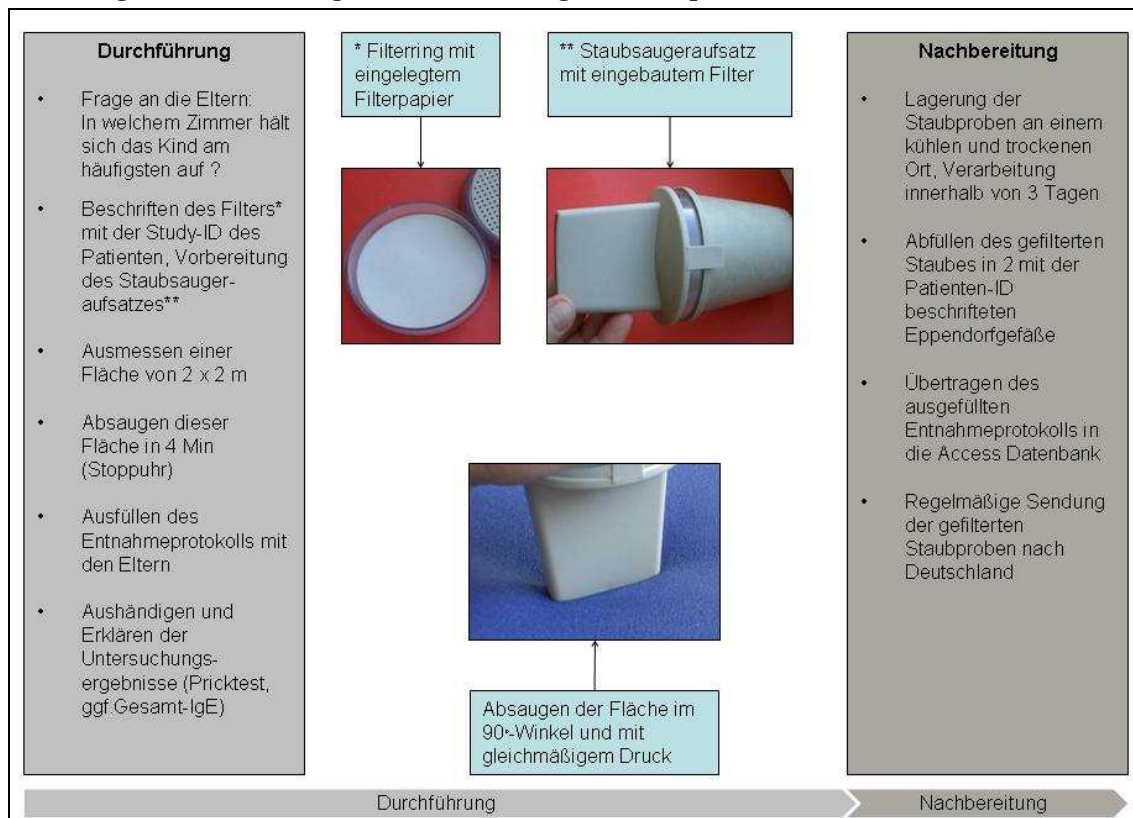 Durchführung
• Frage an die Eltern:
In welchem Zimmer hält
sich das Kind am
häufigsten auf ?
• Beschriften des Filters*
mit der Study-ID des
Patienten, Vorbereitung
des Staubsauger-
aufsatzes**
• Ausmessen einer
Fläche von 2 x 2 m
• Absaugen dieser
Fläche in 4 Min
(Stoppuhr)
• Ausfüllen des
Entnahmeprotokolls mit
den Eltern
• Aushändigen und
Erklären der
Untersuchungs-
ergebnisse (Pricktest,
ggf.Gesamt-IgE)
* Filterring mit
eingelegtem
Filterpapier
** Staubsaugeraufsatz
mit eingebautem Filter
Absaugen der Fläche im
90°-Winkel und mit
gleichmäßigem Druck
Nachbereitung
• Lagerung der
Staubproben an einem
kühlen und trockenen
Ort, Verarbeitung
innerhalb von 3 Tagen
• Abfüllen des gefilterten
Staubes in 2 mit der
Patienten-ID
beschrifteten
Eppendorfgefäße
• Übertragen des
ausgefüllten
Entnahmeprotokolls in
die Access Datenbank
• Regelmäßige Sendung
der gefilterten
Staubproben nach
Deutschland
Durchführung
Nachbereitung